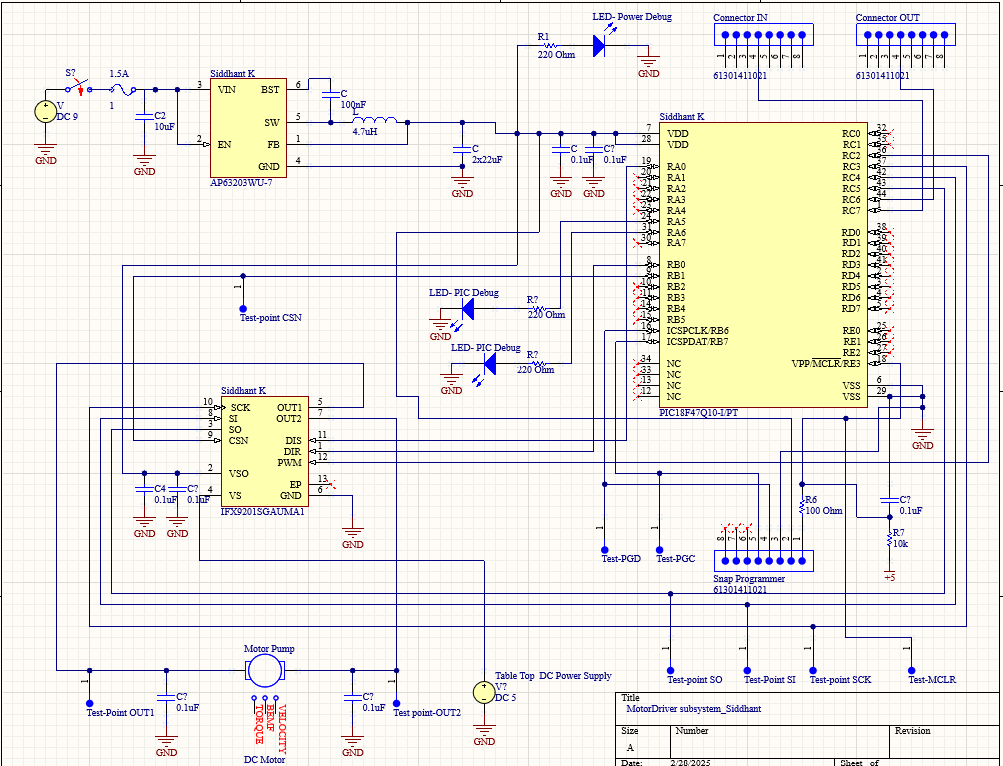 LED- Power Debug
R1
220 Ohm
GND
Connector IN
1 2 3 4 5 6 7 8
61301411021
Connector OUT
1 2 3 4 5 6 7 8
61301411021
S?
1.5A
1
V
DC 9
GND
C2
10uF
GND
Siddhant K
3 VIN BST 6
SW 5
2 EN FB 1
GND 4
AP63203WU-7
C
100nF
L
4.7uH
C
2x22uF
GND
C
0.1uF
GND
C?
0.1uF
GND
Siddhant K
7 VDD RC0 32
28 VDD RC1
RC2 36
19 RA0 RC3 37
20 RA1 RC4 42
21 RA2 RC5 43
22 RA3 RC6 44
23 RA4 RC7 1
24 RA5
31 RA6 RD0 38
30 RA7 RD1 39
RD2 40
8 RB0 RD3 41
9 RB1 RD4
10 RB2 RD5
11 RB3 RD6
14 RB4 RD7
15 RB5
16 ICSPCLK/RB6 RE0 25
ICSPDAT/RB7 RE1 26
RE2 27
34 NC VPP/MCLR/RE3 18
33 NC
13 NC VSS 6
12 NC VSS 29
PIC18F47Q10-I/PT
GND
1
Test-point CSN
LED- PIC Debug
GND
R?
220 Ohm
LED- PIC Debug
GND
R?
220 Ohm
Siddhant K
10 SCK OUT1 5
8 SI OUT2 7
3 SO
9 CSN DIS 11
DIR 1
PWM 12
2 VSO
EP 13
4 VS GND 6
IFX9201SGAUMA1
C4
0.1uF
GND
C?
0.1uF
GND
GND
1
Test-PGD
1
Test-PGC
8 7 6 5 4 3 2 1
Snap Programmer
61301411021
R6
100 Ohm
C?
0.1uF
R7
10k
+5
1
Test-point SO
1
Test-Point SI
1
Test-point SCK
1
Test-MCLR
1
Test-Point OUT1
C?
0.1uF
GND
Motor Pump
TORQUE
BEMF
VELOCITY
DC Motor
C?
0.1uF
GND
1
Test point-OUT2
Table Top DC Power Supply
V?
DC 5
GND
Title
MotorDriver subsystem_Siddhant
Size
Number
Revision
A
Date:
2/28/2025
Sheet of